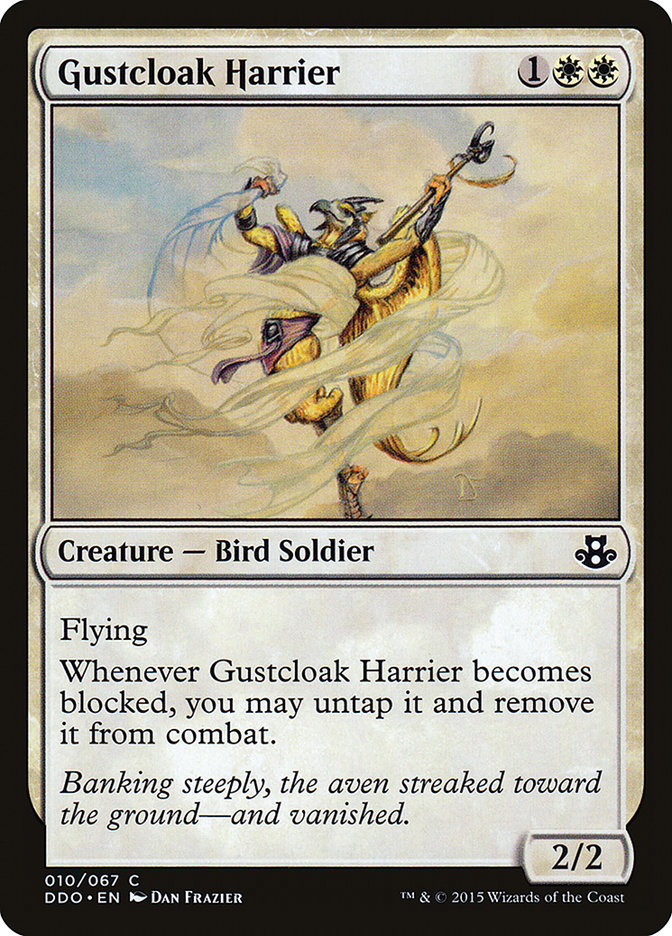 Gustcloak Harrier 1
Creature — Bird Soldier
Flying
Whenever Gustcloak Harrier becomes
blocked, you may untap it and remove
it from combat.
Banking steeply, the aven streaked toward
the ground—and vanished.
2/2
010/067 C
DDO • EN Dan Frazier ™ & © 2015 Wizards of the Coast